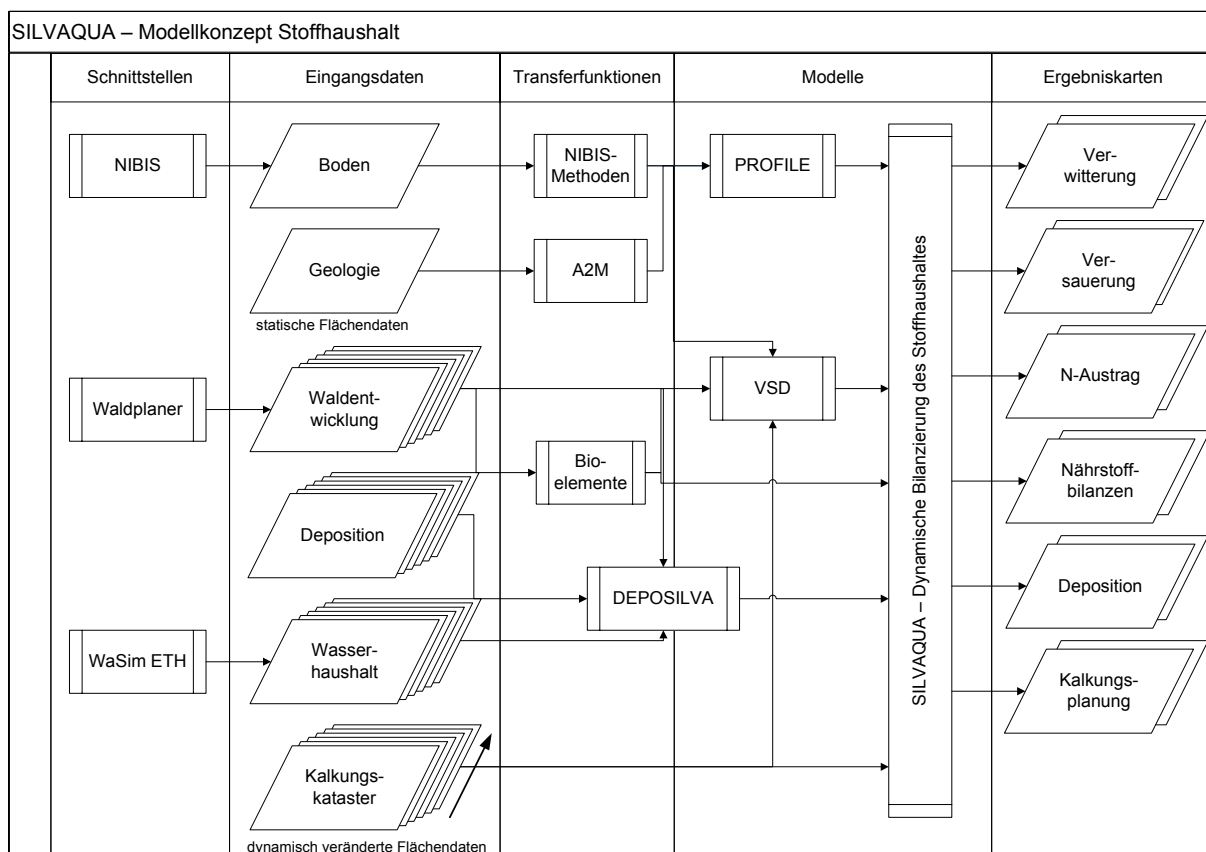 SILVAQUA – Modellkonzept Stoffhaushalt
Schnittstellen
Eingangsdaten
Transferfunktionen
Modelle
Ergebniskarten
NIBIS
Boden
NIBIS-
Methoden
PROFILE
Ver-
witterung
Geologie
A2M
Ver-
sauerung
statische Flächendaten
Waldplaner
Waldent-
wicklung
VSD
N-Austrag
Bio-
elemente
Nährstoff-
bilanzen
Deposition
DEPOSILVA
Deposition
WaSim ETH
Wasser-
haushalt
Kalkungs-
planung
Kalkungs-
kataster
dynamisch veränderte Flächendaten
SILVAQUA – Dynamische Bilanzierung des Stoffhaushaltes